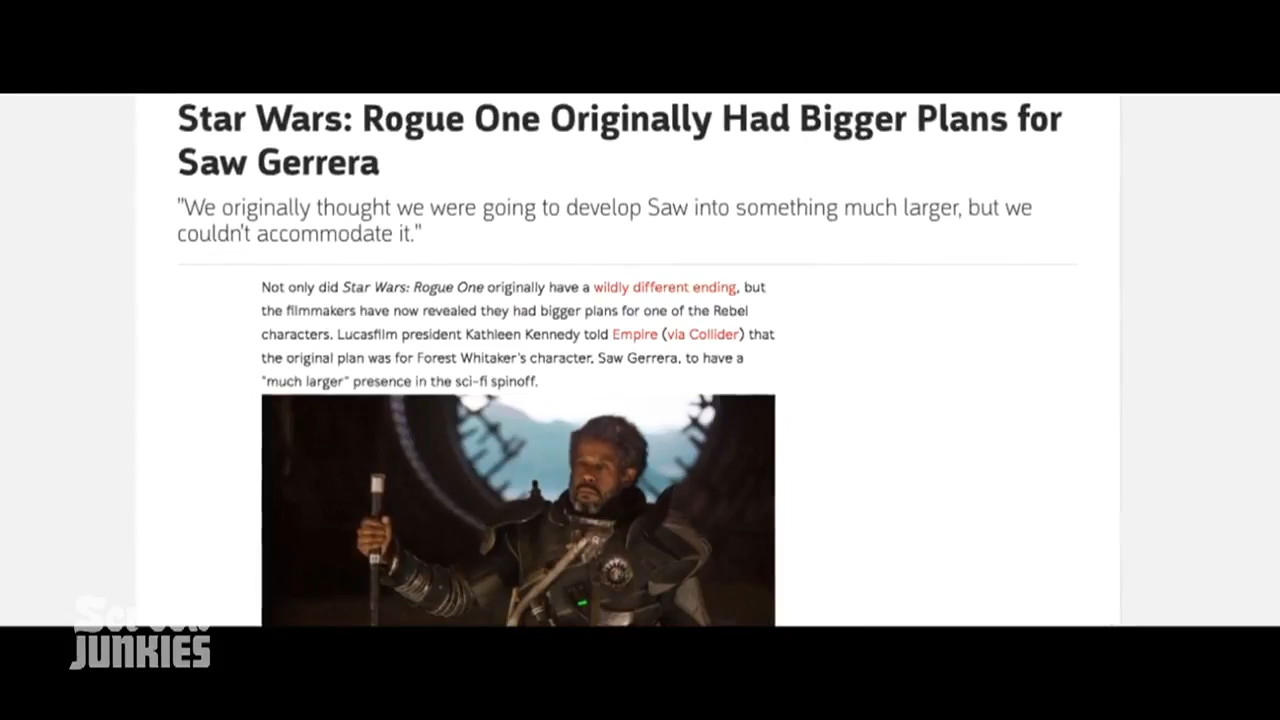 Star Wars: Rogue One Originally Had Bigger Plans for
Saw Gerrera
"We originally thought we were going to develop Saw into something much larger, but we
couldn't accommodate it."
Not only did Star Wars: Rogue One originally have a wildly different ending, but
the filmmakers have now revealed they had bigger plans for one of the Rebel
characters. Lucasfilm president Kathleen Kennedy told Empire (via Collider) that
the original plan was for Forest Whitaker's character, Saw Gerrera, to have a
"much larger" presence in the sci-fi spinoff.
Screen
JUNKIES